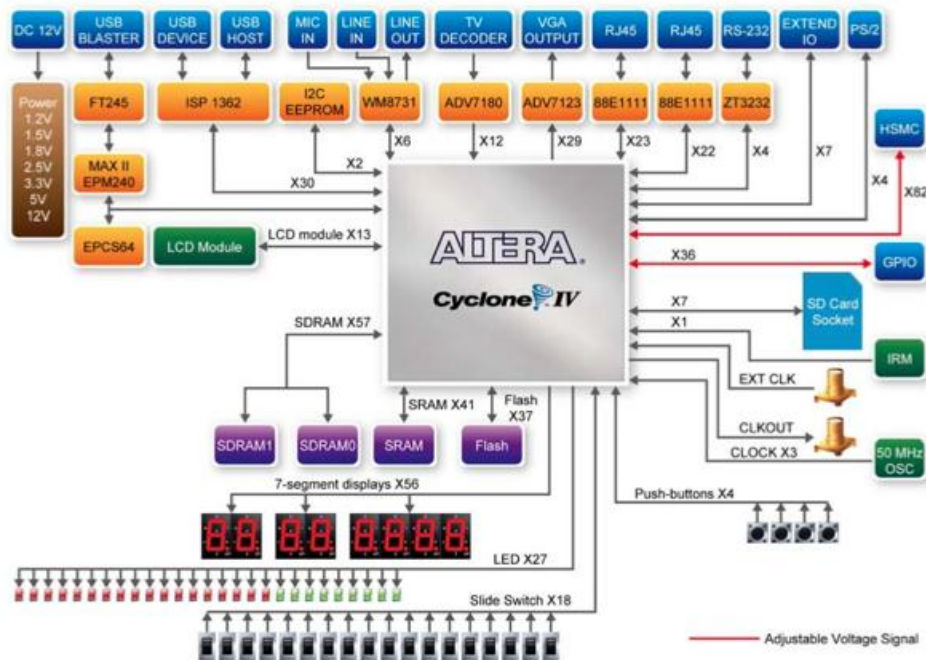 DC 12V
USB
BLASTER
USB
DEVICE
USB
HOST
MIC
IN
LINE
IN
LINE
OUT
TV
DECODER
VGA
OUTPUT
RJ45
RJ45
RS-232
EXTEND
IO
PS/2
Power
1.2V
1.5V
1.8V
2.5V
3.3V
5V
12V
FT245
ISP 1362
I2C
EEPROM
WM8731
ADV7180
ADV7123
88E1111
88E1111
ZT3232
HSMC
X6
X12
X29
X23
X22
X4
X7
X4
X82
X2
X30
MAX II
EPM240
EPCS64
LCD Module
LCD module X13
ALTERA®
Cyclone IV
X36
GPIO
X7
SD Card
Socket
X1
IRM
SDRAM X57
EXT CLK
SRAM X41
Flash
X37
CLKOUT
SDRAM1
SDRAM0
SRAM
Flash
CLOCK X3
50 MHz
OSC
7-segment displays X56
Push-buttons X4
88 88 8888
LED X27
Slide Switch X18
Adjustable Voltage Signal